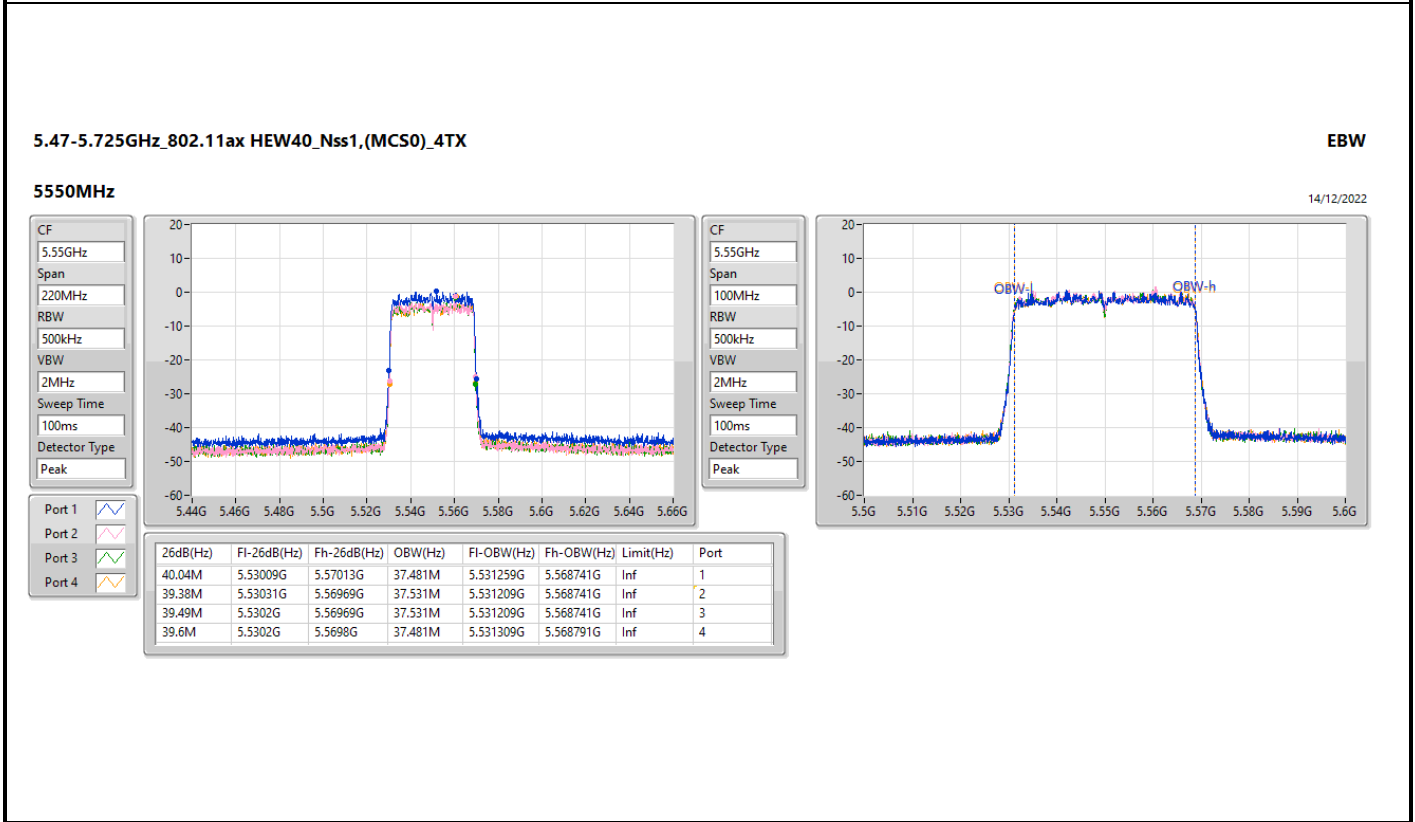 5.47-5.725GHz_802.11ax HEW40_Nss1,(MCS0)_4TX
EBW
5550MHz
14/12/2022
CF
5.55GHz
Span
220MHz
RBW
500kHz
VBW
2MHz
Sweep Time
100ms
Detector Type
Peak
Port 1
Port 2
Port 3
Port 4
20
10
0
-10
-20
-30
-40
-50
-60
5.44G 5.46G 5.48G 5.5G 5.52G 5.54G 5.56G 5.58G 5.6G 5.62G 5.64G 5.66G
CF
5.55GHz
Span
100MHz
RBW
500kHz
VBW
2MHz
Sweep Time
100ms
Detector Type
Peak
20
10
0
-10
-20
-30
-40
-50
-60
OBW-
OBW-h
5.5G 5.51G 5.52G 5.53G 5.54G 5.55G 5.56G 5.57G 5.58G 5.59G 5.6G
26dB(Hz) Fl-26dB(Hz) Fh-26dB(Hz) OBW(Hz) Fl-OBW(Hz) Fh-OBW(Hz) Limit(Hz) Port
40.04M 5.53009G 5.57013G 37.481M 5.531259G 5.568741G Inf 1
39.38M 5.53031G 5.56969G 37.531M 5.531209G 5.568741G Inf 2
39.49M 5.5302G 5.56969G 37.531M 5.531209G 5.568741G Inf 3
39.6M 5.5302G 5.5698G 37.481M 5.531309G 5.568791G Inf 4